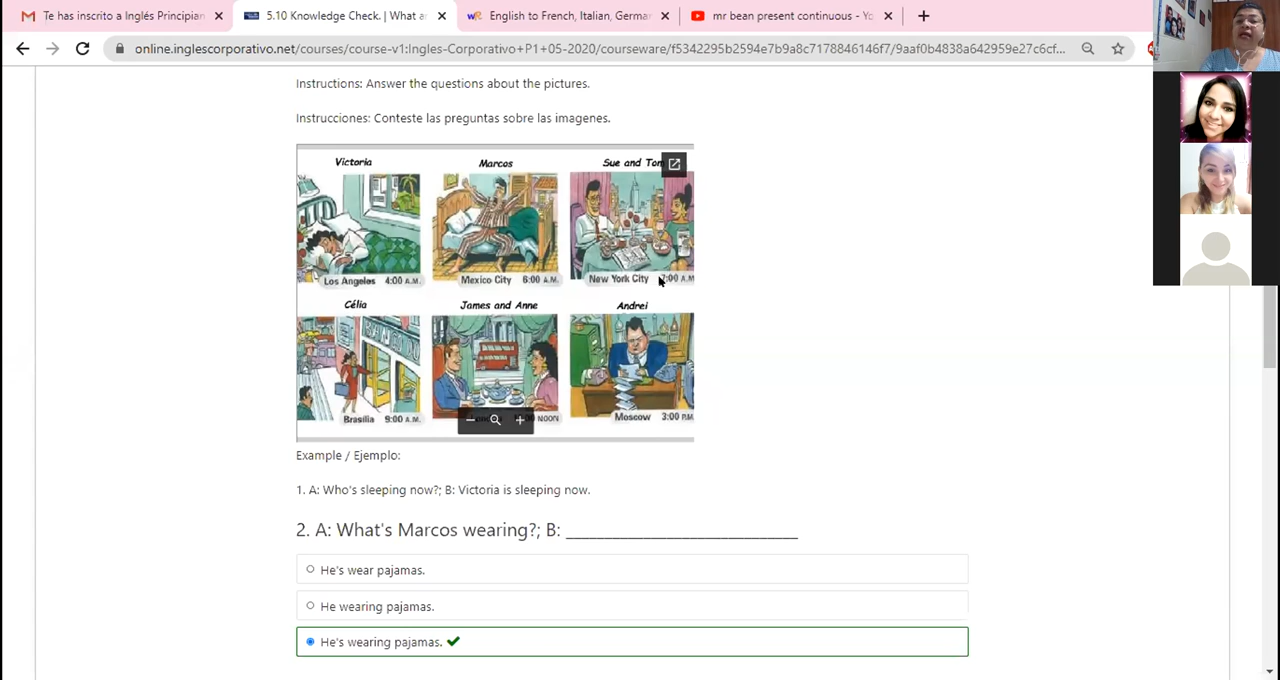 Te has inscrito a Inglés Principian
5.10 Knowledge Check. | What ar
English to French, Italian, Germa
mr bean present continuous - Yo
online.inglescorporativo.net/courses/course-v1:Ingles-Corporativo+P1+05-2020/courseware/f5342295b2594e7b9a8c7178846146f7/9aaf0b4838a642959e27c6cf...
Instructions: Answer the questions about the pictures.
Instrucciones: Conteste las preguntas sobre las imagenes.
Victoria Marcos Sue and Tom
Los Angeles 4:00 A.M. Mexico City 6:00 A.M. New York City 7:00 A.M
Célia James and Anne Andrei
Brasília 9:00 A.M. NOON Moscow 3:00 P.M.
Example / Ejemplo:
1. A: Who's sleeping now?; B: Victoria is sleeping now.
2. A: What's Marcos wearing?; B: ____________________________
He's wear pajamas.
He wearing pajamas.
He's wearing pajamas.